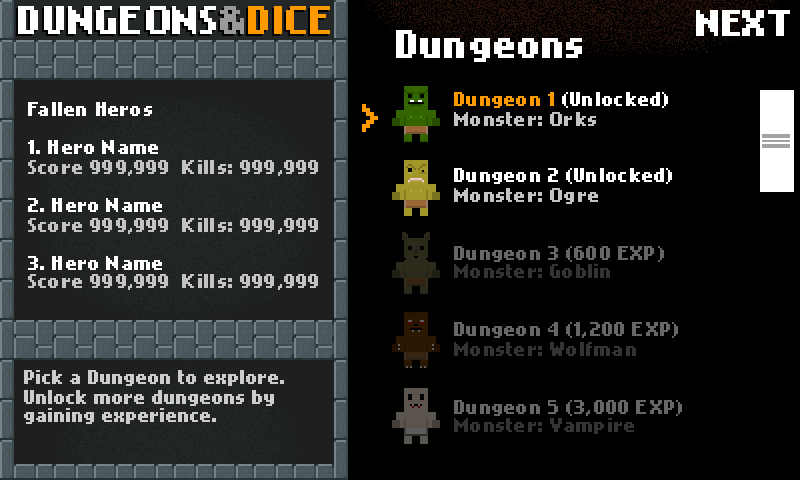 DUNGEONS&DICE
Fallen Heros
1. Hero Name
Score 999,999 Kills: 999,999
2. Hero Name
Score 999,999 Kills: 999,999
3. Hero Name
Score 999,999 Kills: 999,999
Pick a Dungeon to explore.
Unlock more dungeons by
gaining experience.
NEXT
Dungeons
Dungeon 1 (Unlocked)
Monster: Orks
Dungeon 2 (Unlocked)
Monster: Ogre
Dungeon 3 (600 EXP)
Monster: Goblin
Dungeon 4 (1,200 EXP)
Monster: Wolfman
Dungeon 5 (3,000 EXP)
Monster: Vampire